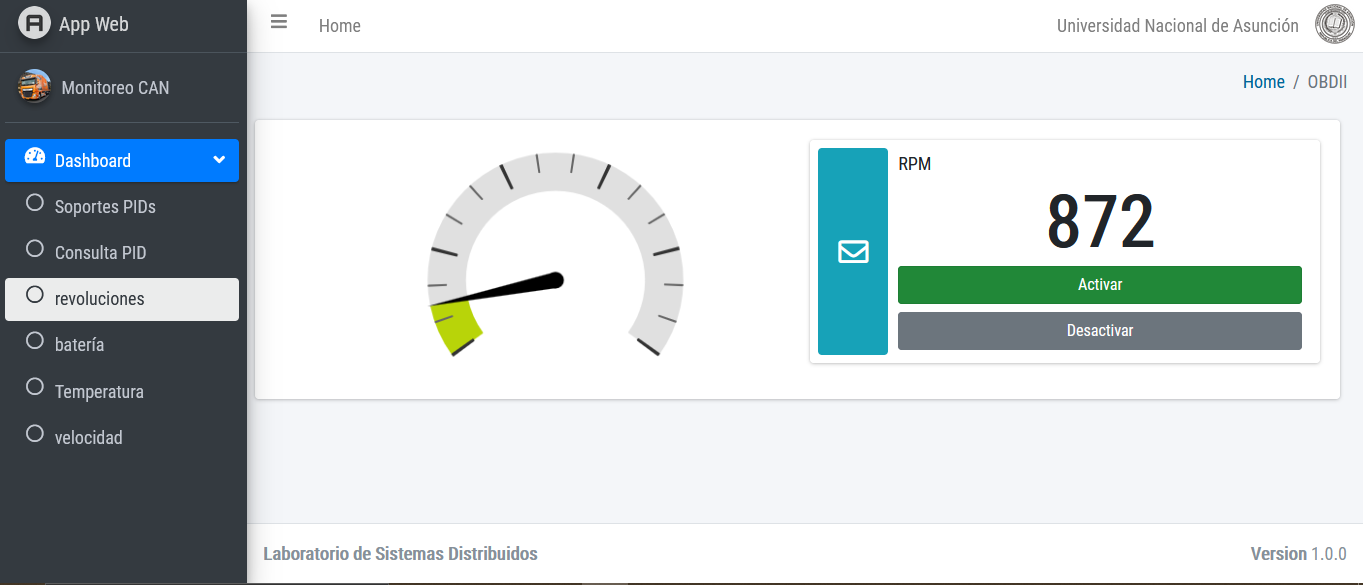 App Web
Home
Universidad Nacional de Asunción
Monitoreo CAN
Home / OBDII
Dashboard
Soportes PIDs
Consulta PID
revoluciones
batería
Temperatura
velocidad
RPM
872
Activar
Desactivar
Laboratorio de Sistemas Distribuidos
Version 1.0.0